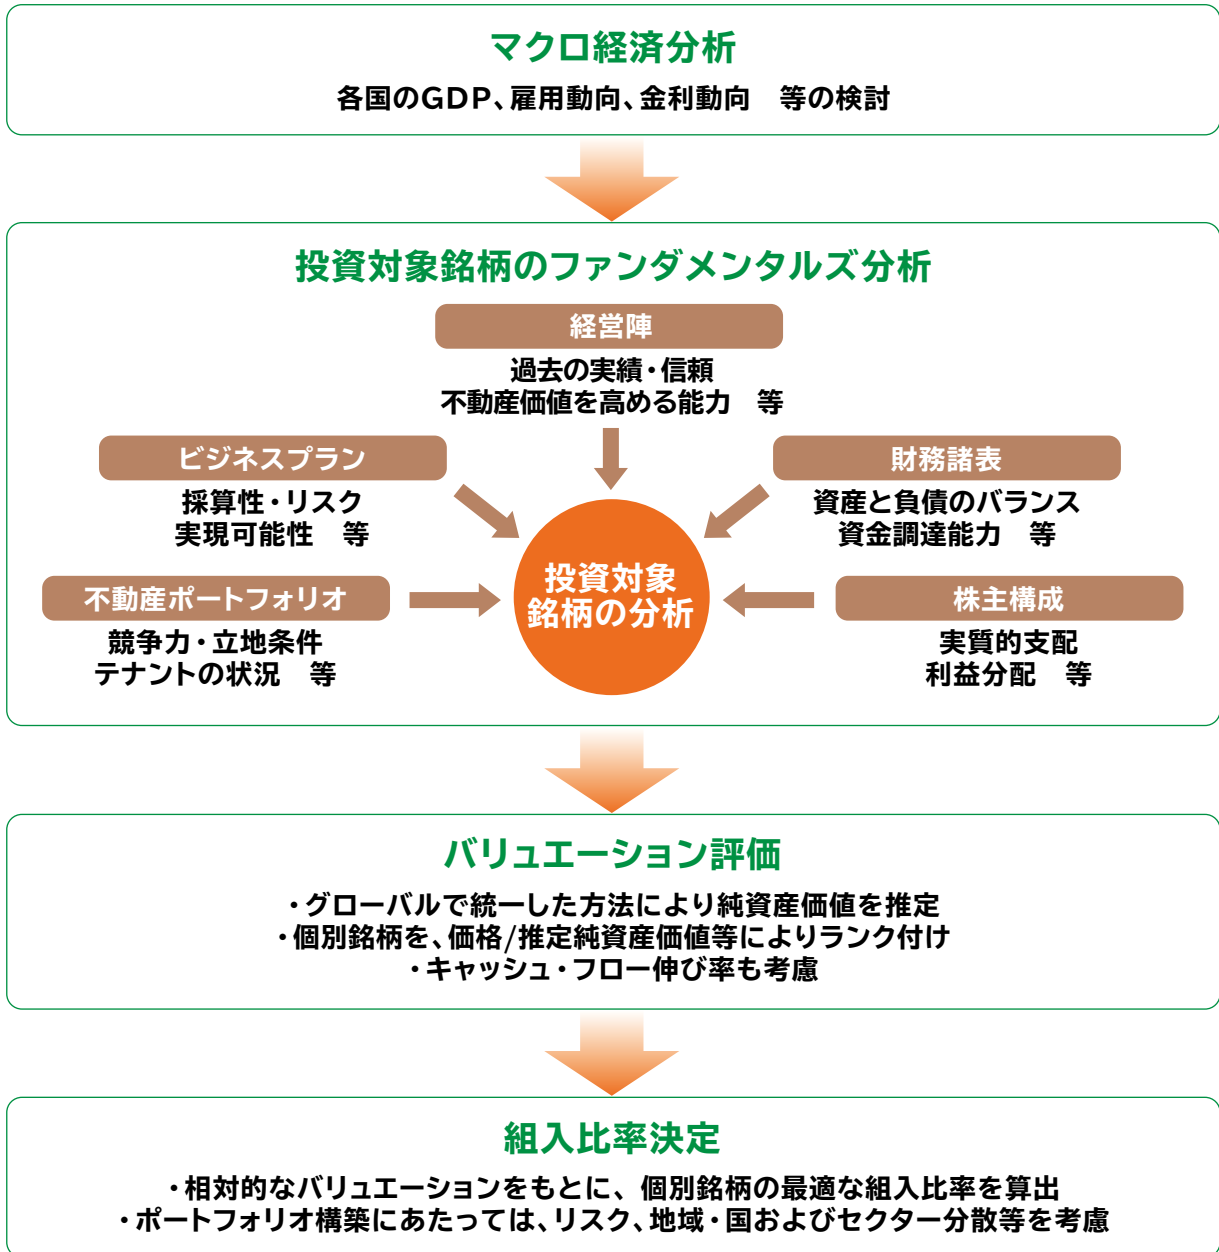 マクロ経済分析
各国のGDP、雇用動向、金利動向　等の検討
投資対象銘柄のファンダメンタルズ分析
経営陣
過去の実績・信頼
不動産価値を高める能力　等
ビジネスプラン
採算性・リスク
実現可能性　等
財務諸表
資産と負債のバランス
資金調達能力　等
不動産ポートフォリオ
競争力・立地条件
テナントの状況　等
投資対象
銘柄の分析
株主構成
実質的支配
利益分配　等
バリュエーション評価
・グローバルで統一した方法により純資産価値を推定
・個別銘柄を、価格/推定純資産価値等によりランク付け
・キャッシュ・フロー伸び率も考慮
組入比率決定
・相対的なバリュエーションをもとに、個別銘柄の最適な組入比率を算出
・ポートフォリオ構築にあたっては、リスク、地域・国およびセクター分散等を考慮